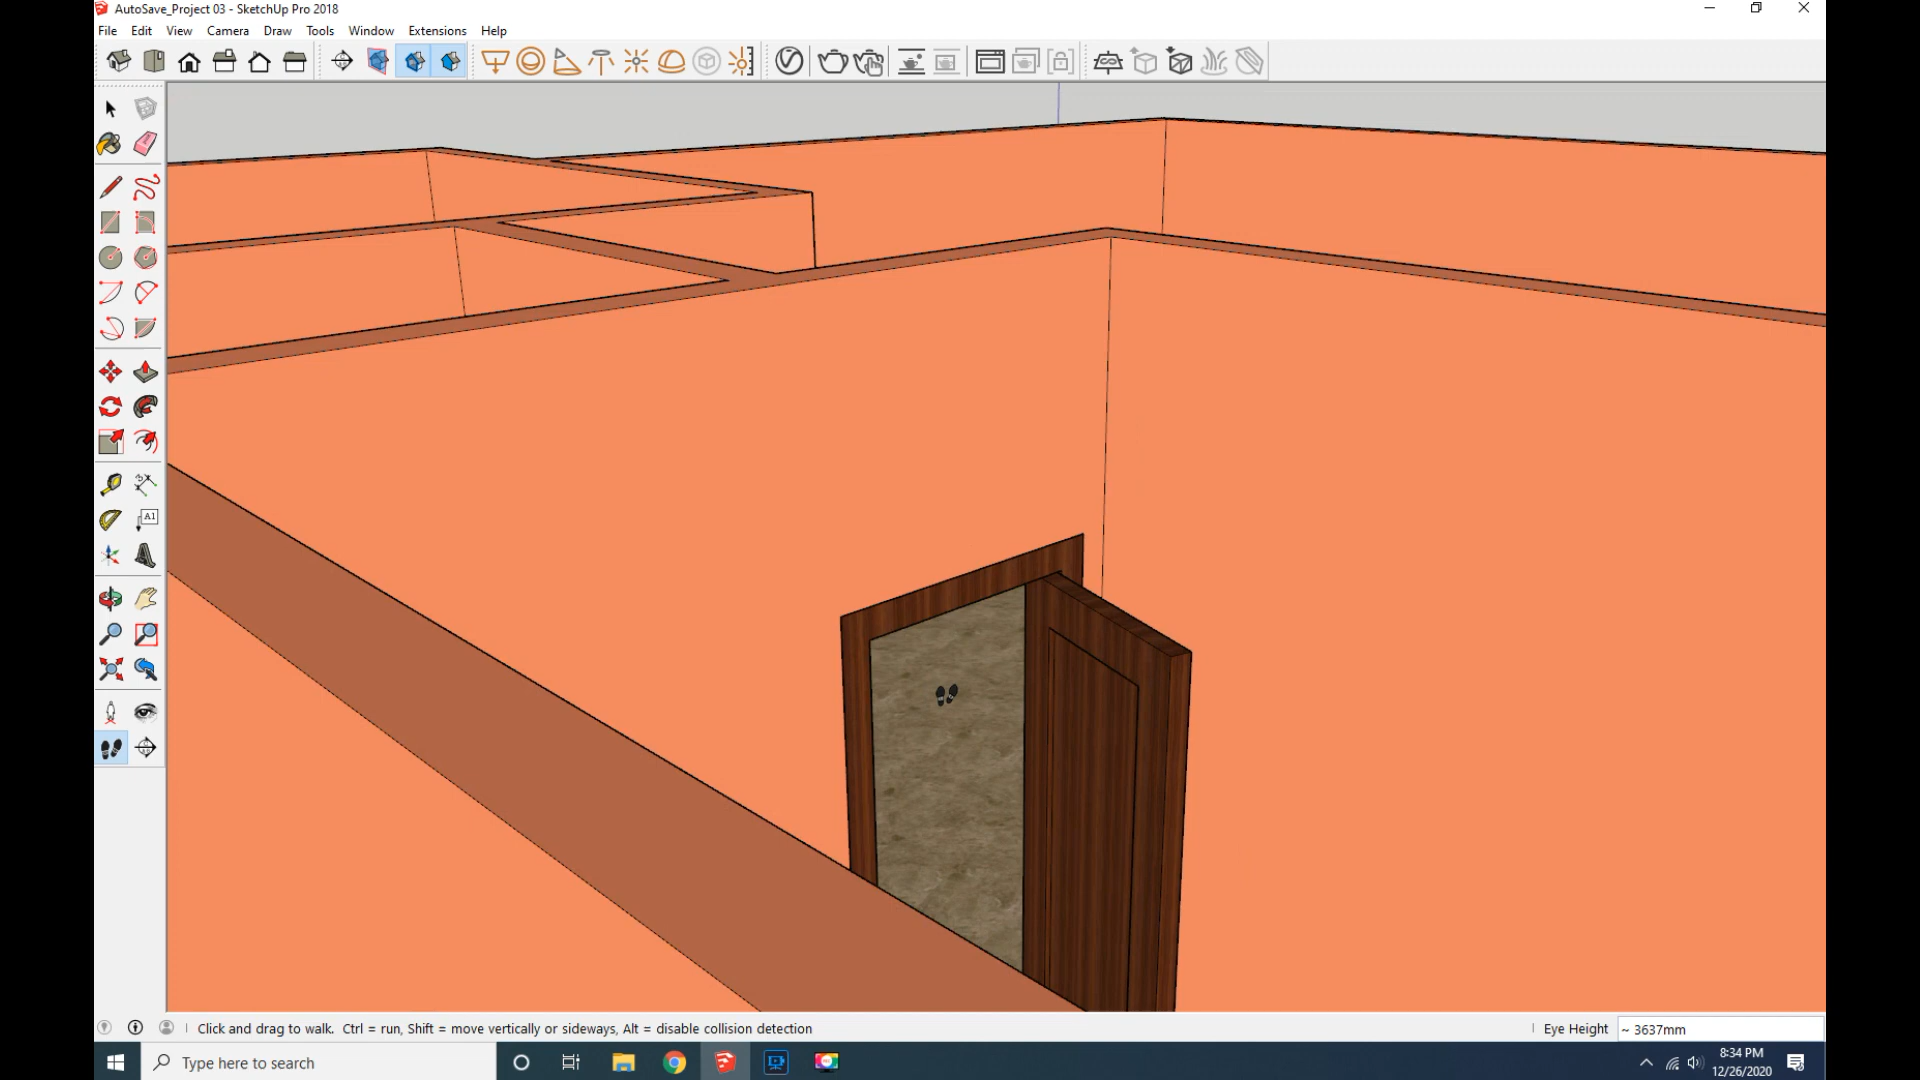 AutoSave_Project 03 - SketchUp Pro 2018
File Edit View Camera Draw Tools Window Extensions Help
A1
Click and drag to walk. Ctrl = run, Shift = move vertically or sideways, Alt = disable collision detection
Eye Height ~ 3637mm
Type here to search
8:34 PM
12/26/2020